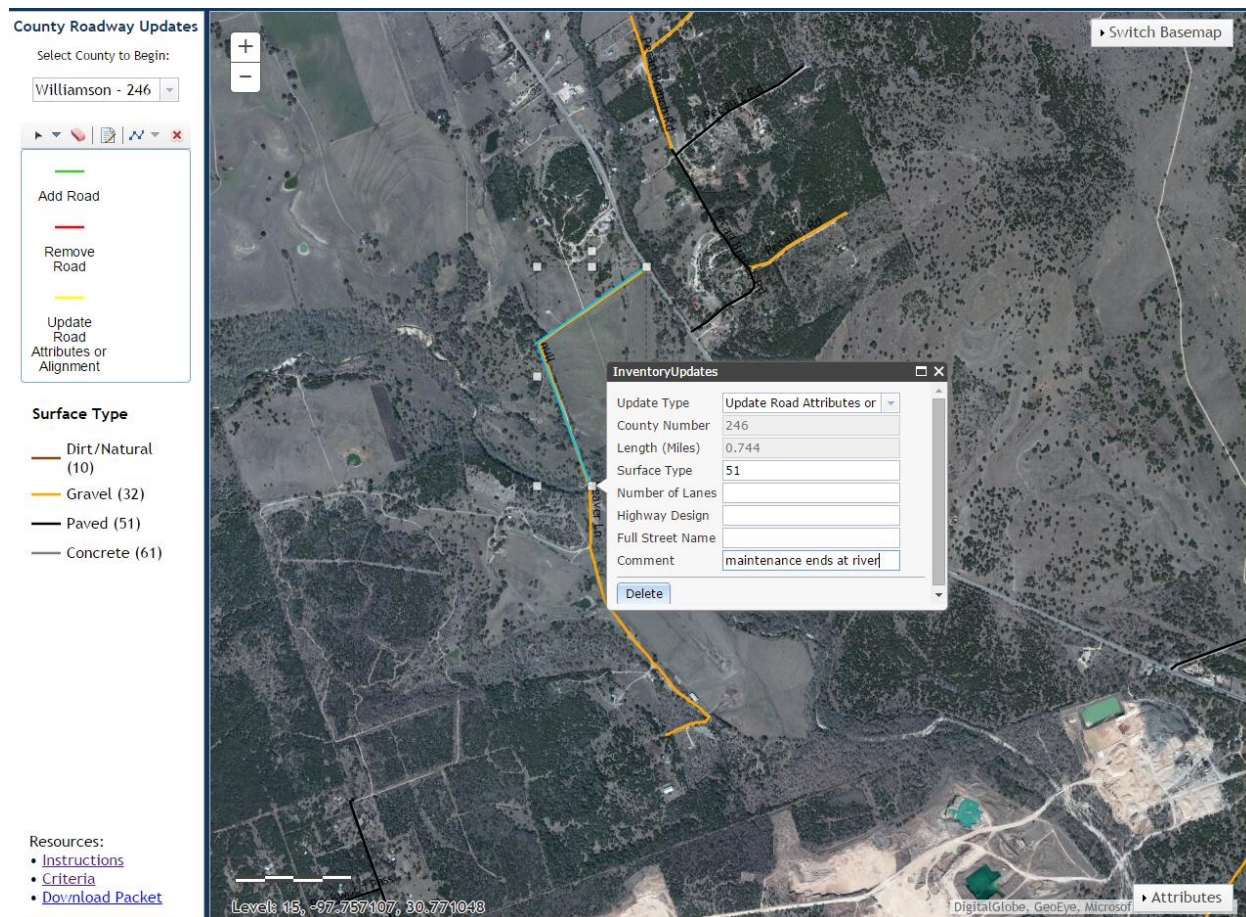 County Roadway Updates
Select County to Begin:
Williamson - 246
Add Road
Remove
Road
Update
Road
Attributes or
Alignment
Surface Type
Dirt/Natural
(10)
Gravel (32)
Paved (51)
Concrete (61)
Resources:
• Instructions
• Criteria
• Download Packet
+
−
Switch Basemap
InventoryUpdates
Update Type
Update Road Attributes or
County Number
246
Length (Miles)
0.744
Surface Type
51
Number of Lanes
Highway Design
Full Street Name
Comment
maintenance ends at river
Delete
Level: 15, -97.757107, 30.771048
DigitalGlobe, GeoEye, Microsof
Attributes